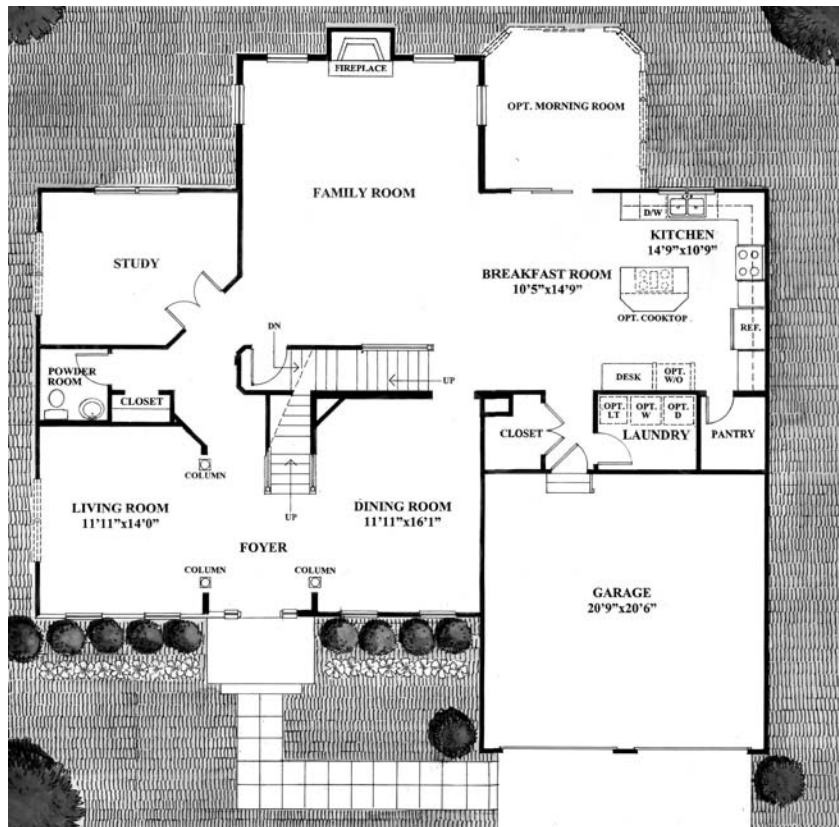 FIREPLACE
OPT. MORNING ROOM
FAMILY ROOM
D/W
KITCHEN
14'9"x10'9"
STUDY
BREAKFAST ROOM
10'5"x14'9"
OPT. COOKTOP
REF.
DN
UP
DESK
OPT.
W/O
POWDER
ROOM
CLOSET
OPT.
LT
OPT.
W
OPT.
D
CLOSET
LAUNDRY
PANTRY
COLUMN
LIVING ROOM
11'11"x14'0"
UP
DINING ROOM
11'11"x16'1"
FOYER
COLUMN
COLUMN
GARAGE
20'9"x20'6"